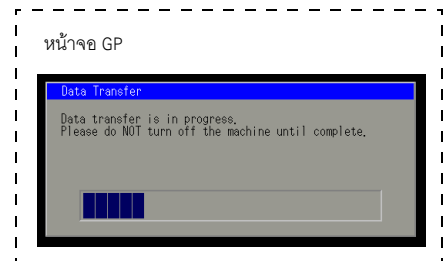 หน้าจอ GP
Data Transfer
Data transfer is in progress.
Please do NOT turn off the machine until complete.